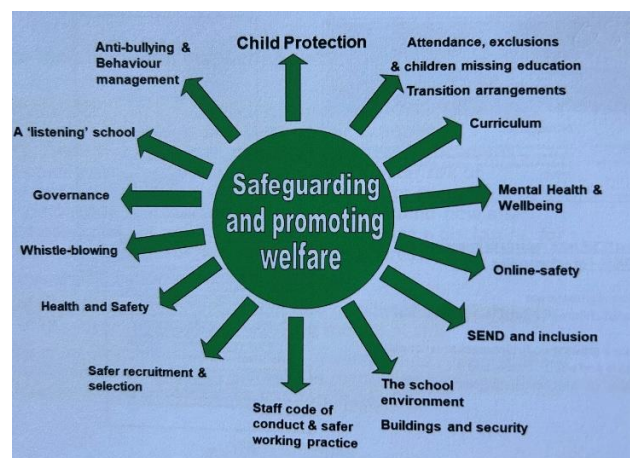 Child Protection
Attendance, exclusions
& children missing education
Transition arrangements
Curriculum
Mental Health &
Wellbeing
Online-safety
SEND and inclusion
The school
environment
Buildings and security
Staff code of
conduct & safer
working practice
Safer recruitment &
selection
Health and Safety
Whistle-blowing
Governance
A 'listening' school
Anti-bullying &
Behaviour
management
Safeguarding
and promoting
welfare